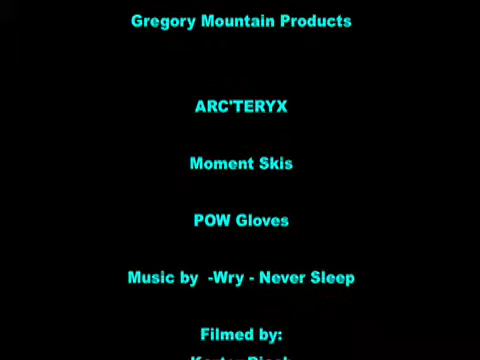 Gregory Mountain Products
ARC'TERYX
Moment Skis
POW Gloves
Music by -Wry - Never Sleep
Filmed by: